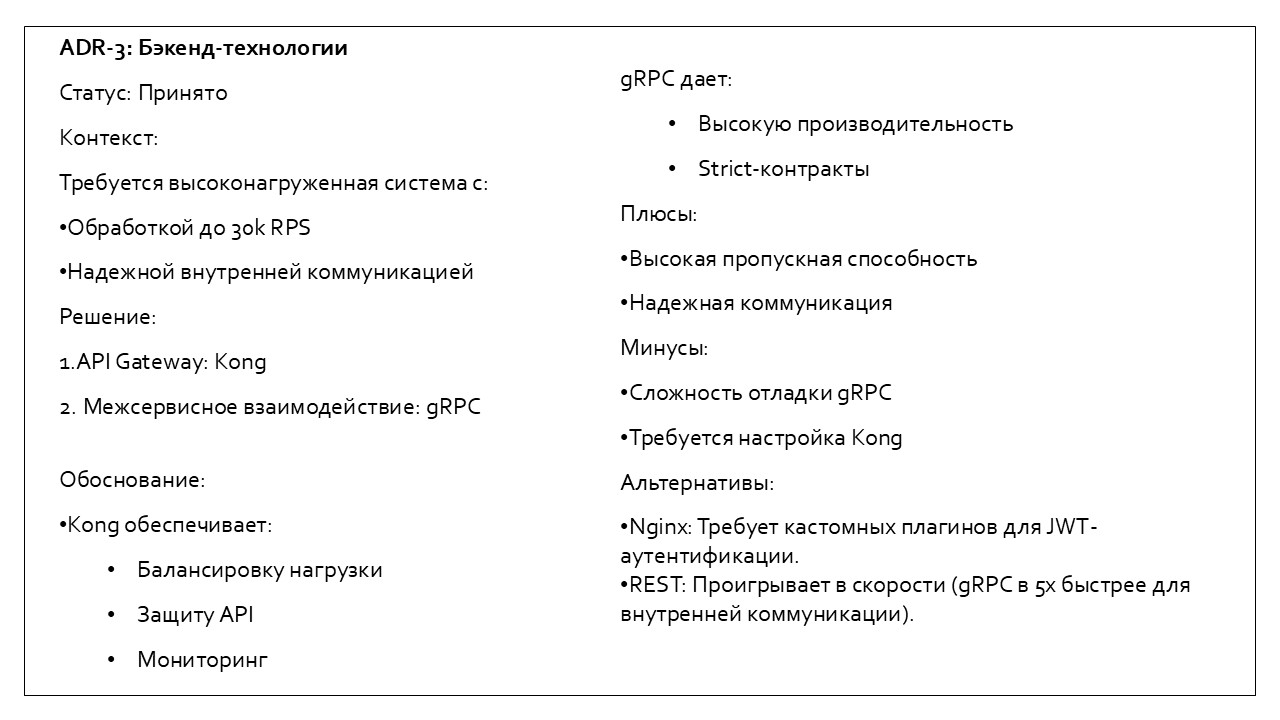 ADR-3: Бэкенд-технологии
Статус: Принято
Контекст:
Требуется высоконагруженная система с:
•Обработкой до 30k RPS
•Надежной внутренней коммуникацией
Решение:
1.API Gateway: Kong
2. Межсервисное взаимодействие: gRPC
Обоснование:
•Kong обеспечивает:
• Балансировку нагрузки
• Защиту API
• Мониторинг
gRPC дает:
• Высокую производительность
• Strict-контракты
Плюсы:
•Высокая пропускная способность
•Надежная коммуникация
Минусы:
•Сложность отладки gRPC
•Требуется настройка Kong
Альтернативы:
•Nginx: Требует кастомных плагинов для JWT-
аутентификации.
•REST: Проигрывает в скорости (gRPC в 5x быстрее для
внутренней коммуникации).